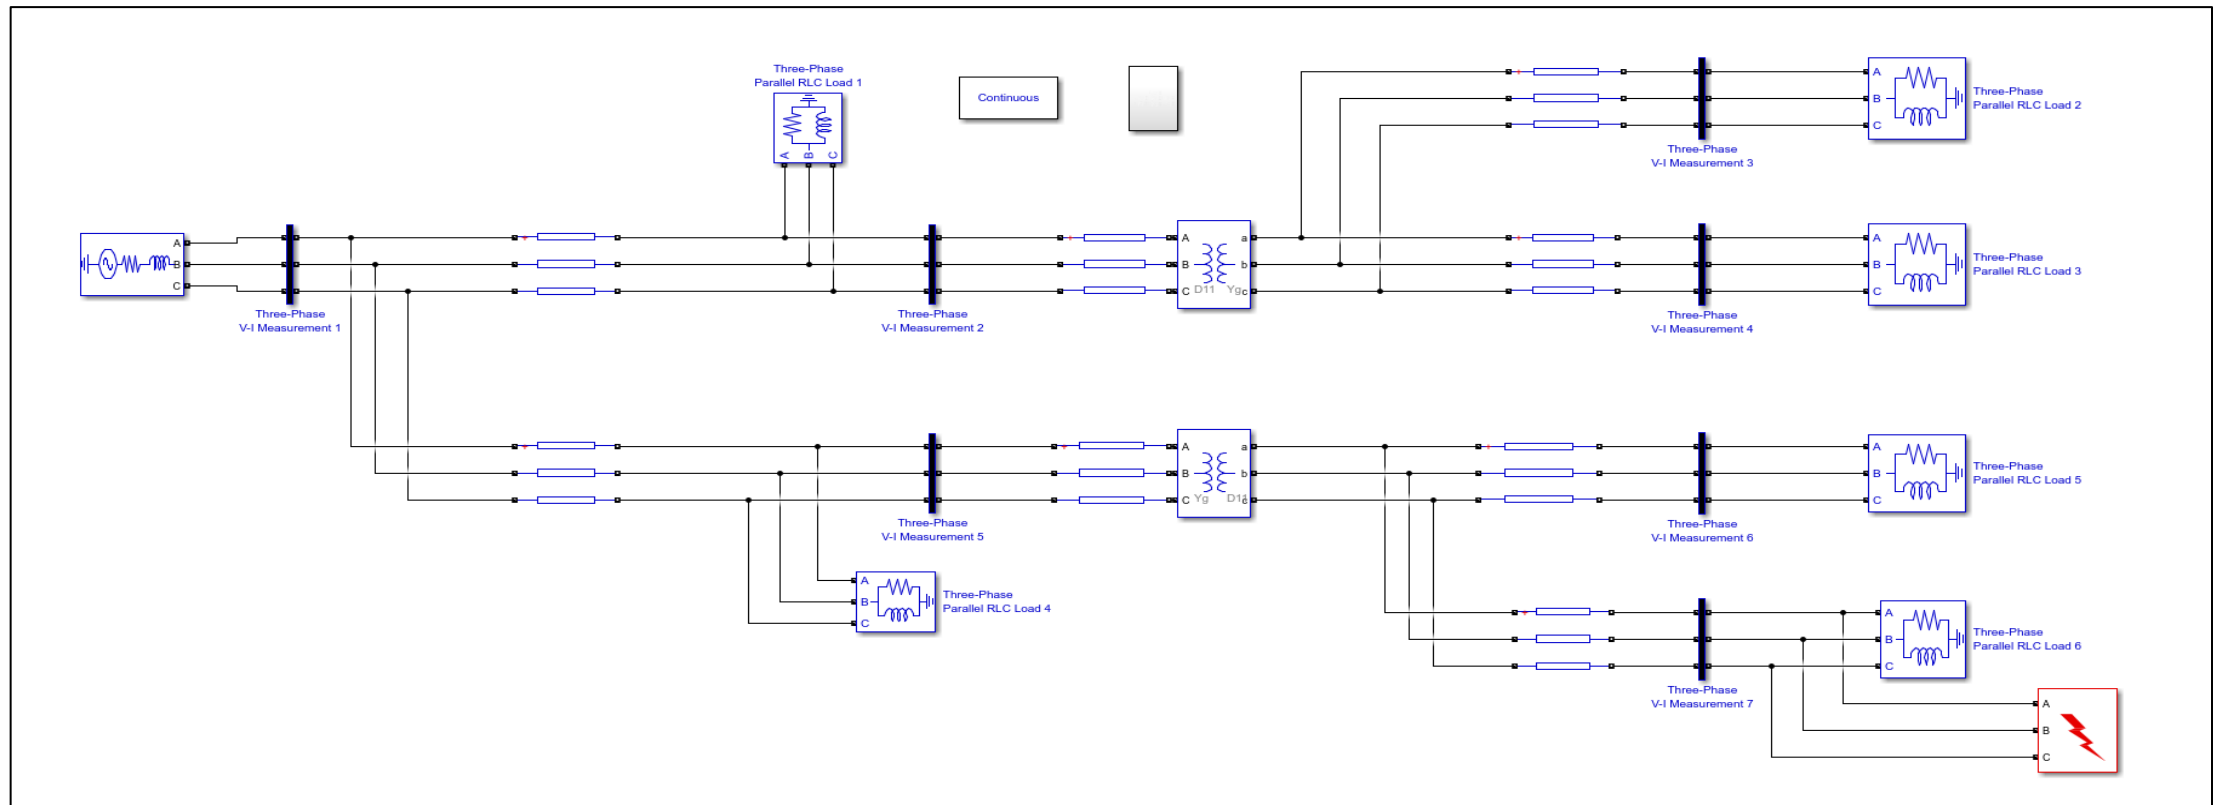 Three-Phase
Parallel RLC Load 1
A B C
Continuous
A
B
C
Three-Phase
Parallel RLC Load 2
Three-Phase
V-I Measurement 3
A
B
C
Three-Phase
V-I Measurement 1
Three-Phase
V-I Measurement 2
A
B
C
D11
Yg
a
b
c
Three-Phase
V-I Measurement 4
A
B
C
Three-Phase
Parallel RLC Load 3
Three-Phase
V-I Measurement 5
A
B
C
Yg
D11
a
b
c
Three-Phase
V-I Measurement 6
A
B
C
Three-Phase
Parallel RLC Load 5
A
B
C
Three-Phase
Parallel RLC Load 4
Three-Phase
V-I Measurement 7
A
B
C
Three-Phase
Parallel RLC Load 6
A
B
C